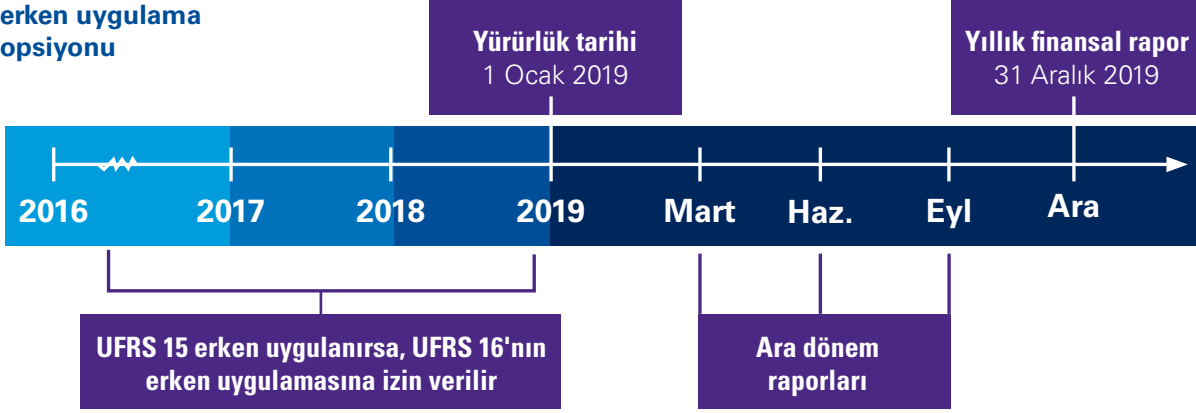 erken uygulama
opsiyonu
Yürürlük tarihi
1 Ocak 2019
Yıllık finansal rapor
31 Aralık 2019
2016 2017 2018 2019 Mart Haz. Eyl Ara
UFRS 15 erken uygulanırsa, UFRS 16'nın
erken uygulamasına izin verilir
Ara dönem
raporları